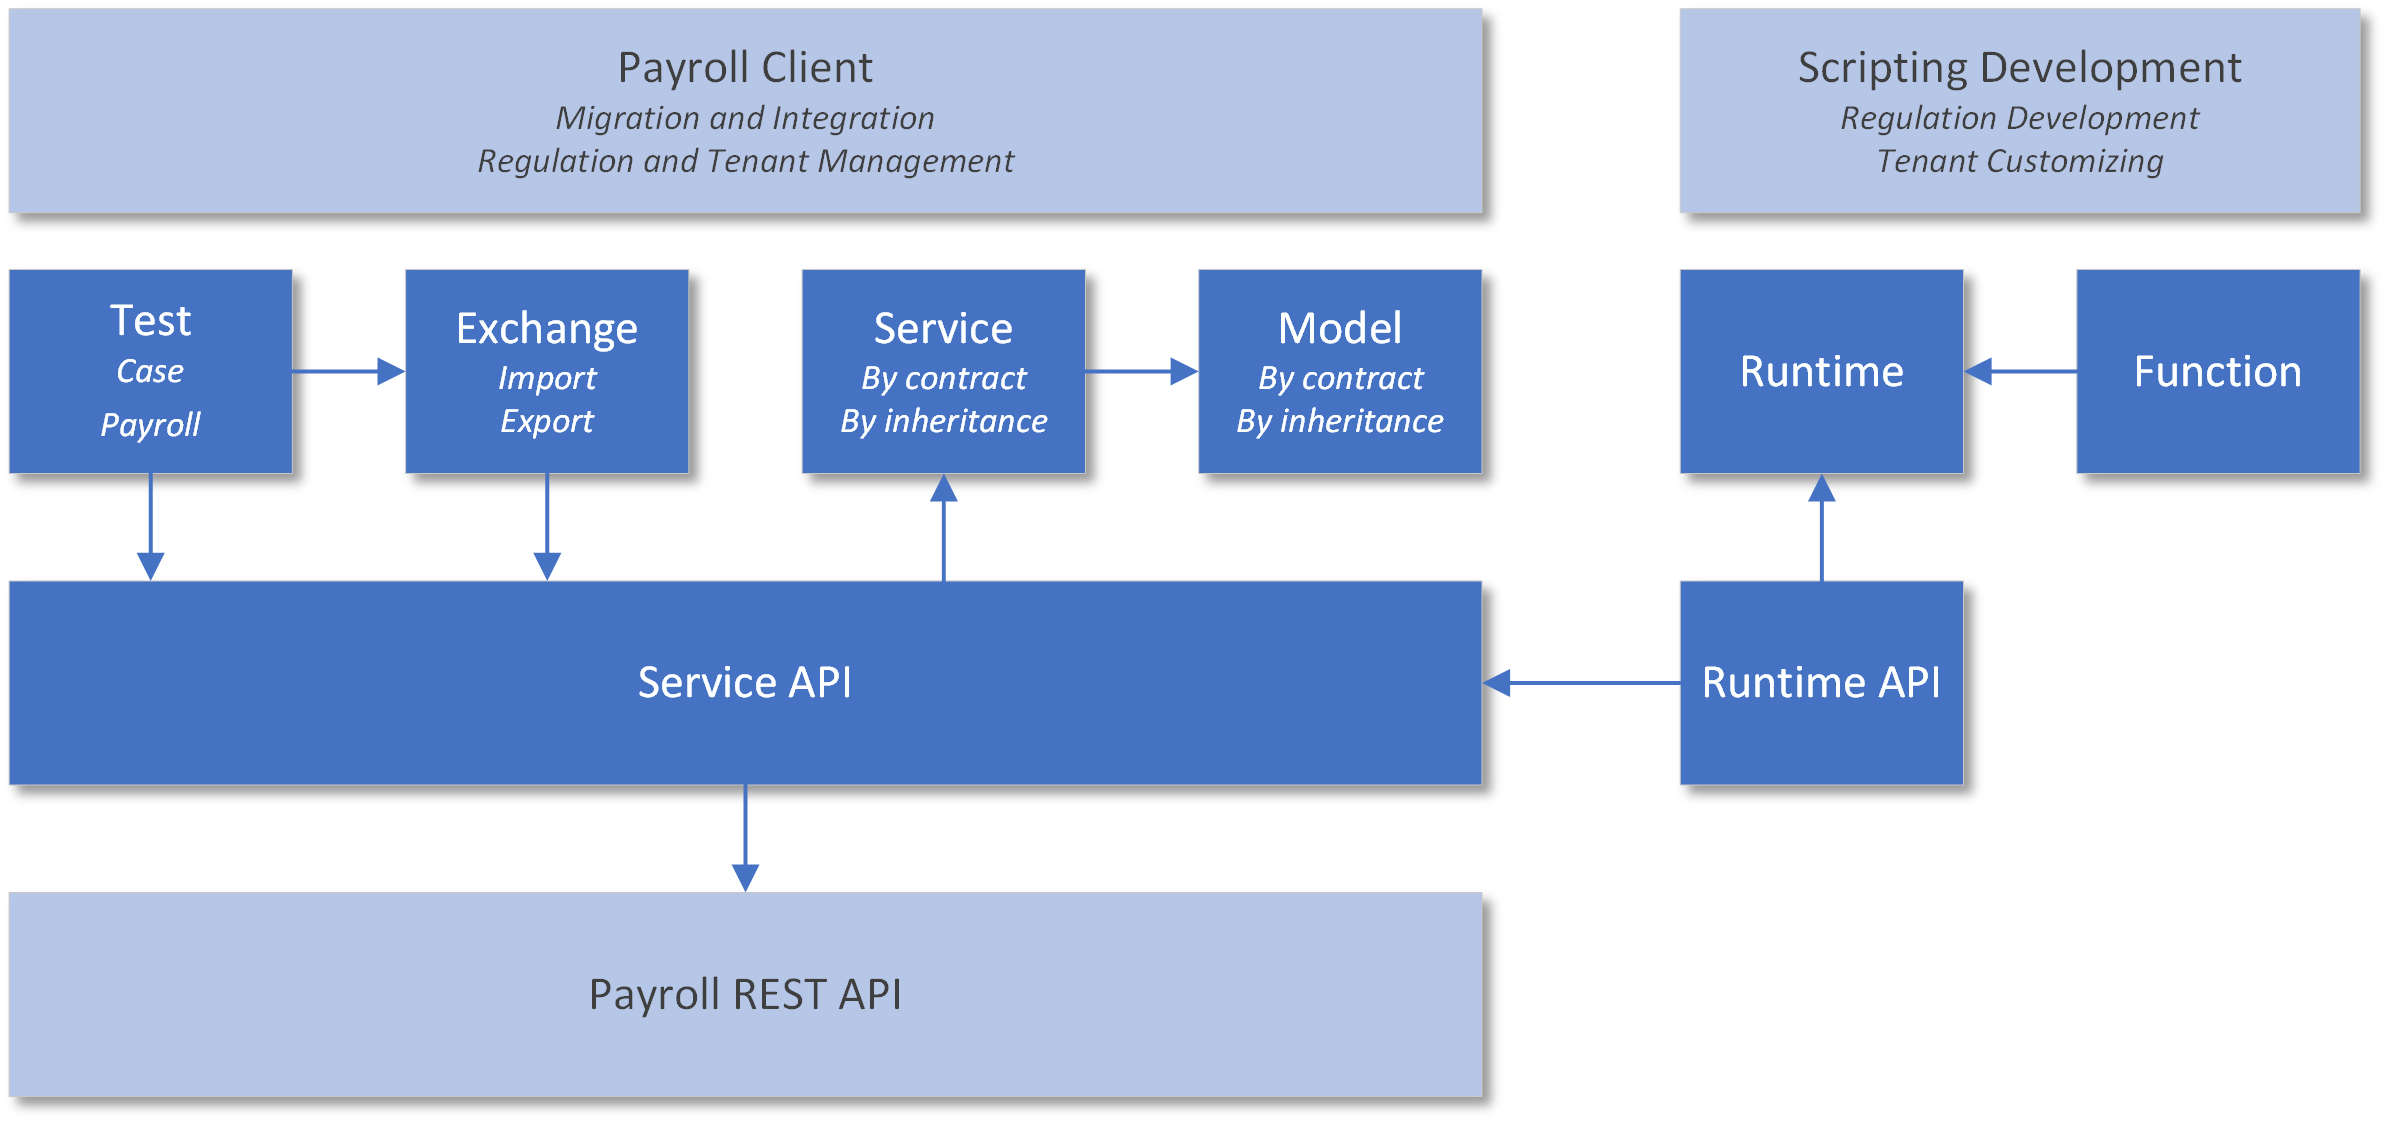 Payroll Client
Migration and Integration
Regulation and Tenant Management
Scripting Development
Regulation Development
Tenant Customizing
Test
Case
Payroll
Exchange
Import
Export
Service
By contract
By inheritance
Model
By contract
By inheritance
Runtime
Function
Service API
Runtime API
Payroll REST API